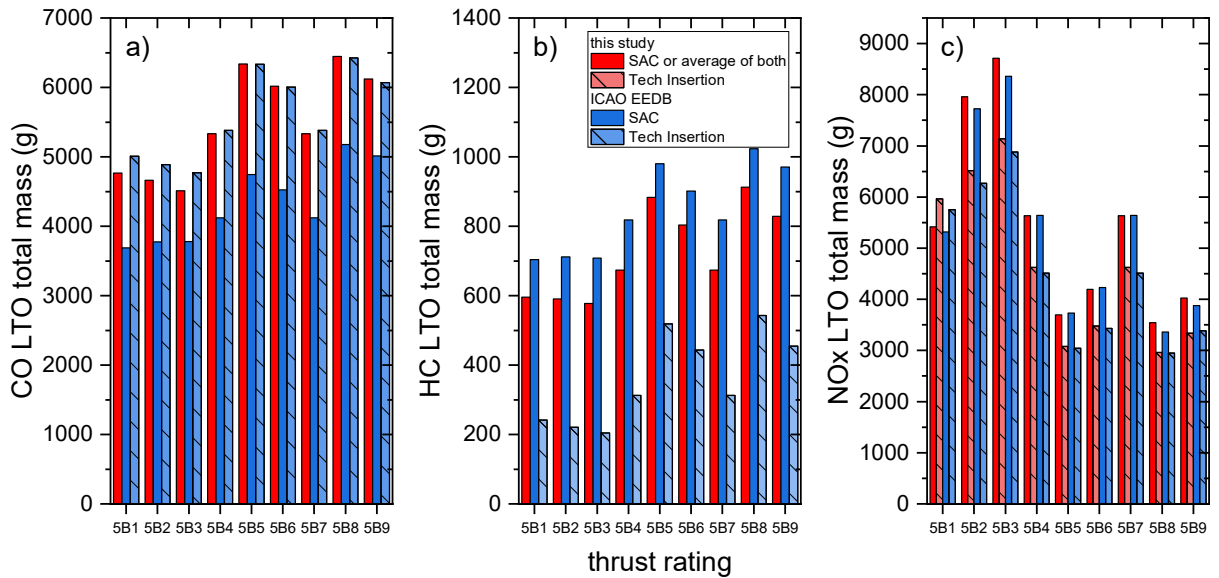 a)
CO LTO total mass (g)
7000
6000
5000
4000
3000
2000
1000
0
5B1 5B2 5B3 5B4 5B5 5B6 5B7 5B8 5B9
b)
HC LTO total mass (g)
1400
1200
1000
800
600
400
200
0
5B1 5B2 5B3 5B4 5B5 5B6 5B7 5B8 5B9
this study
SAC or average of both
Tech Insertion
ICAO EEDB
SAC
Tech Insertion
thrust rating
c)
NOx LTO total mass (g)
9000
8000
7000
6000
5000
4000
3000
2000
1000
0
5B1 5B2 5B3 5B4 5B5 5B6 5B7 5B8 5B9